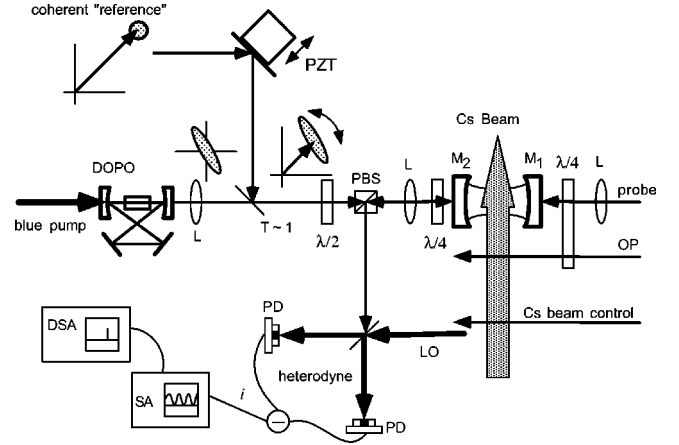 coherent "reference"
PZT
Cs Beam
DOPO
PBS
L
M2
M1
λ/4
L
probe
blue pump
L
T ~ 1
λ/2
λ/4
OP
Cs beam control
PD
LO
DSA
heterodyne
SA
i
−
PD